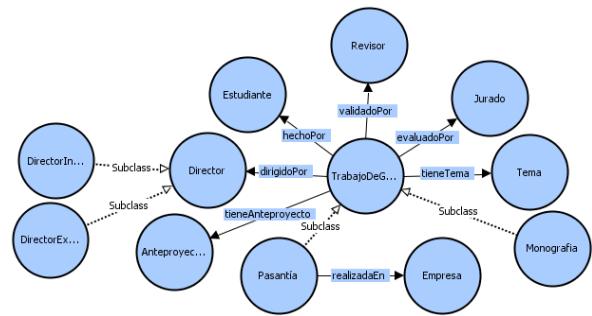 Revisor
Estudiante
Jurado
validadoPor
hechoPor
evaluadoPor
DirectorIn...
Subclass
Director
dirigidoPor
TrabajoDeG...
tieneTema
Tema
tieneAnteproyecto
Subclass
Subclass
Subclass
DirectorEx...
Anteproyec...
Monografia
Pasantía
realizadaEn
Empresa